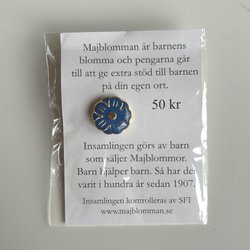 Majblomman är barnens
blomma och pengarna går
till att ge extra stöd till barnen
på din egen ort.
50 kr
Insamlingen görs av barn
som säljer Majblommor.
Barn hjälper barn. Så har det
varit i hundra år sedan 1907.
Insamlingen kontrolleras av SFI
www.majblomman.se